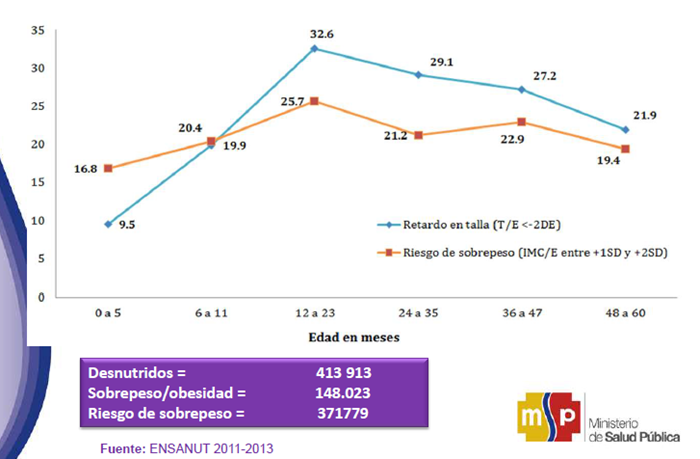 35
30
25
20
15
10
5
0
32.6
29.1
27.2
21.9
25.7
20.4
19.9
21.2
22.9
19.4
16.8
9.5
Retardo en talla (T/E <-2DE)
Riesgo de sobrepeso (IMC/E entre +1SD y +2SD)
0 a 5 6 a 11 12 a 23 24 a 35 36 a 47 48 a 60
Edad en meses
Desnutridos = 413 913
Sobrepeso/obesidad = 148.023
Riesgo de sobrepeso = 371779
msp
Ministerio
de Salud Pública
Fuente: ENSANUT 2011-2013